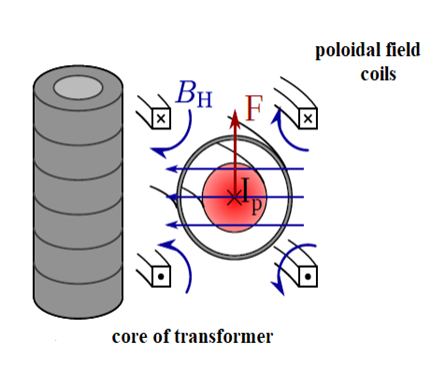 poloidal field
coils
B_H
F
I_p
core of transformer